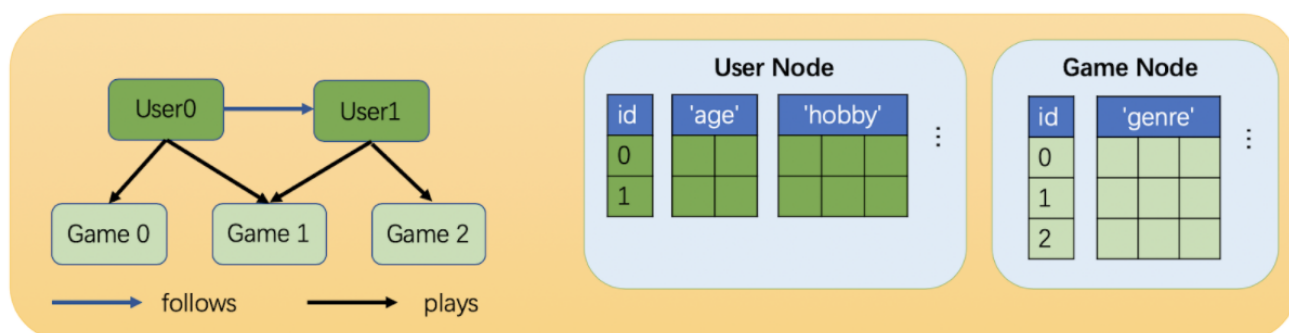 User0
User1
Game 0
Game 1
Game 2
follows
plays
User Node
id
'age'
'hobby'
⋮
0
1
Game Node
id
'genre'
⋮
0
1
2